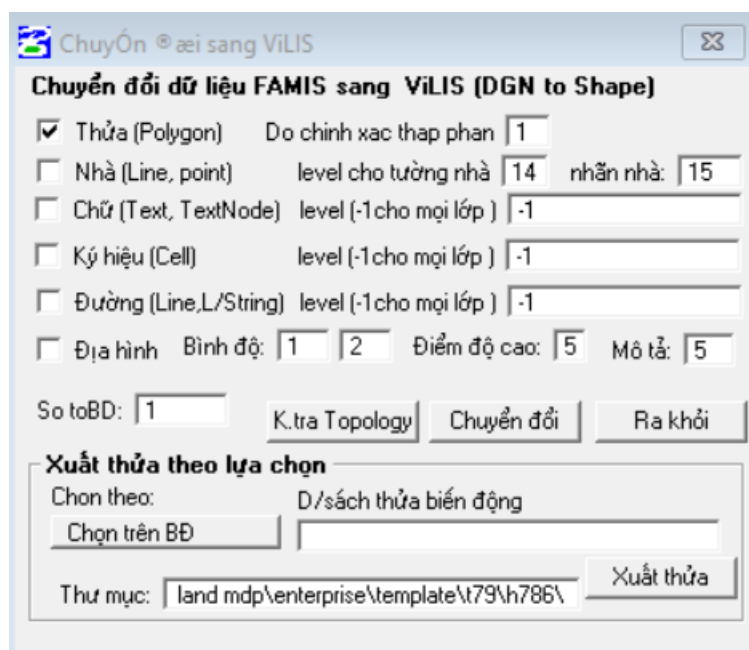 ChuyÓn ®æi sang ViLIS
Chuyển đổi dữ liệu FAMIS sang ViLIS (DGN to Shape)
Thửa (Polygon) Do chinh xac thap phan 1
Nhà (Line, point) level cho tường nhà 14 nhãn nhà: 15
Chữ (Text, TextNode) level (-1cho mọi lớp ) -1
Ký hiệu (Cell) level (-1cho mọi lớp ) -1
Đường (Line,L/String) level (-1cho mọi lớp ) -1
Địa hình Bình độ: 1 2 Điểm độ cao: 5 Mô tả: 5
So toBD: 1 K.tra Topology Chuyển đổi Ra khỏi
Xuất thửa theo lựa chọn
Chon theo: D/sách thửa biến động
Chọn trên BĐ
Xuất thửa
Thư mục: land mdp\enterprise\template\t79\h786\